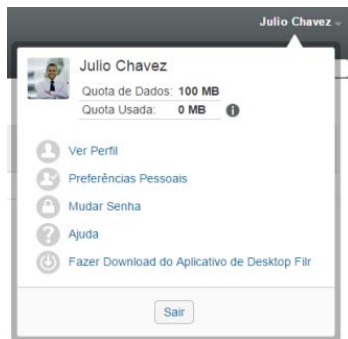 Julio Chavez
Julio Chavez
Quota de Dados: 100 MB
Quota Usada: 0 MB
Ver Perfil
Preferências Pessoais
Mudar Senha
Ajuda
Fazer Download do Aplicativo de Desktop Filr
Sair